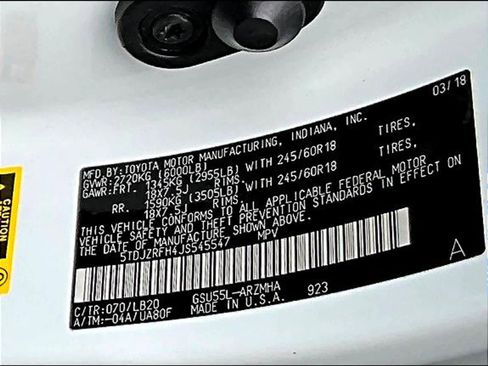 03/18
MFD.BY:TOYOTA MOTOR MANUFACTURING, INDIANA, INC.
GVWR:2720KG(6000LB)
GAWR:FRT. 1345KG(2955LB)WITH 245/60R18 TIRES,
18X7.5J RIMS
RR. 1590KG(3505LB)WITH 245/60R18 TIRES,
18X7.5J RIMS
THIS VEHICLE CONFORMS TO ALL APPLICABLE FEDERAL MOTOR
VEHICLE SAFETY AND THEFT PREVENTION STANDARDS IN EFFECT ON
THE DATE OF MANUFACTURE SHOWN ABOVE.
5TDJZRFH4JS545547 MPV
A
C/TR:070/LB20 GSU55L-ARZMHA
A/TM:-04A/UA80F MADE IN U.S.A. 923
CAUTION